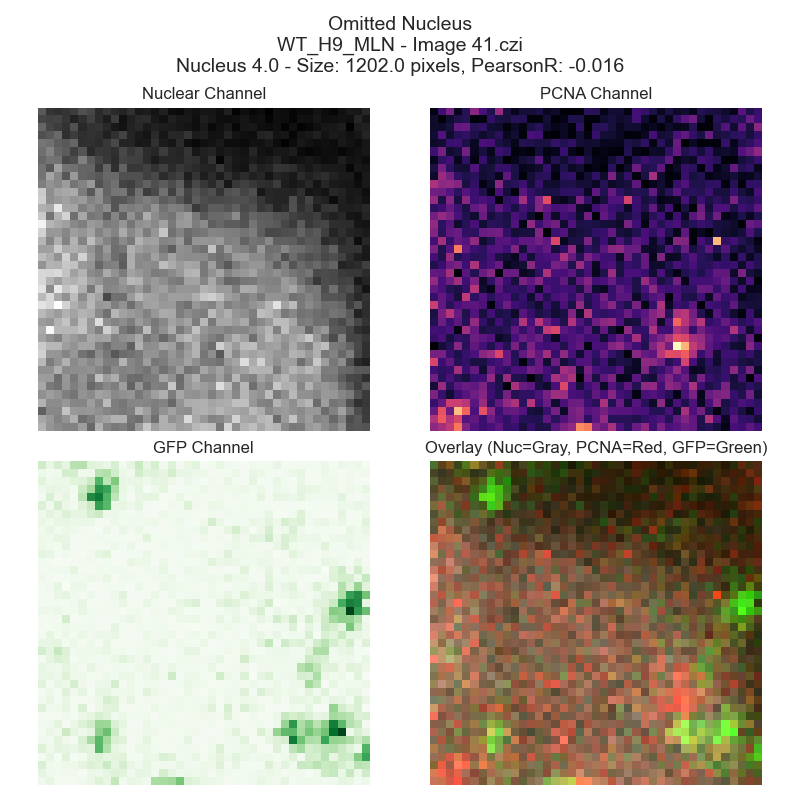 Omitted Nucleus
WT_H9_MLN - Image 41.czi
Nucleus 4.0 - Size: 1202.0 pixels, PearsonR: -0.016
Nuclear Channel
PCNA Channel
GFP Channel
Overlay (Nuc=Gray, PCNA=Red, GFP=Green)